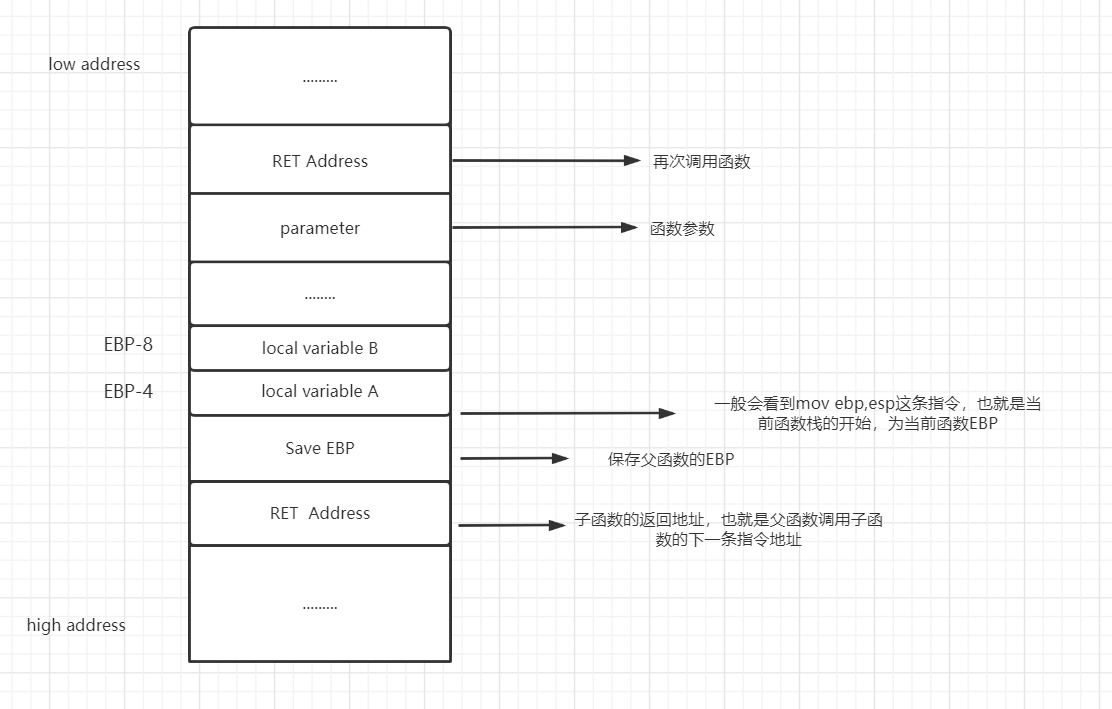 low address
.........
RET Address
再次调用函数
parameter
函数参数
........
EBP-8
local variable B
EBP-4
local variable A
一般会看到mov ebp,esp这条指令，也就是当
前函数栈的开始，为当前函数EBP
Save EBP
保存父函数的EBP
RET  Address
子函数的返回地址，也就是父函数调用子函
数的下一条指令地址
.........
high address